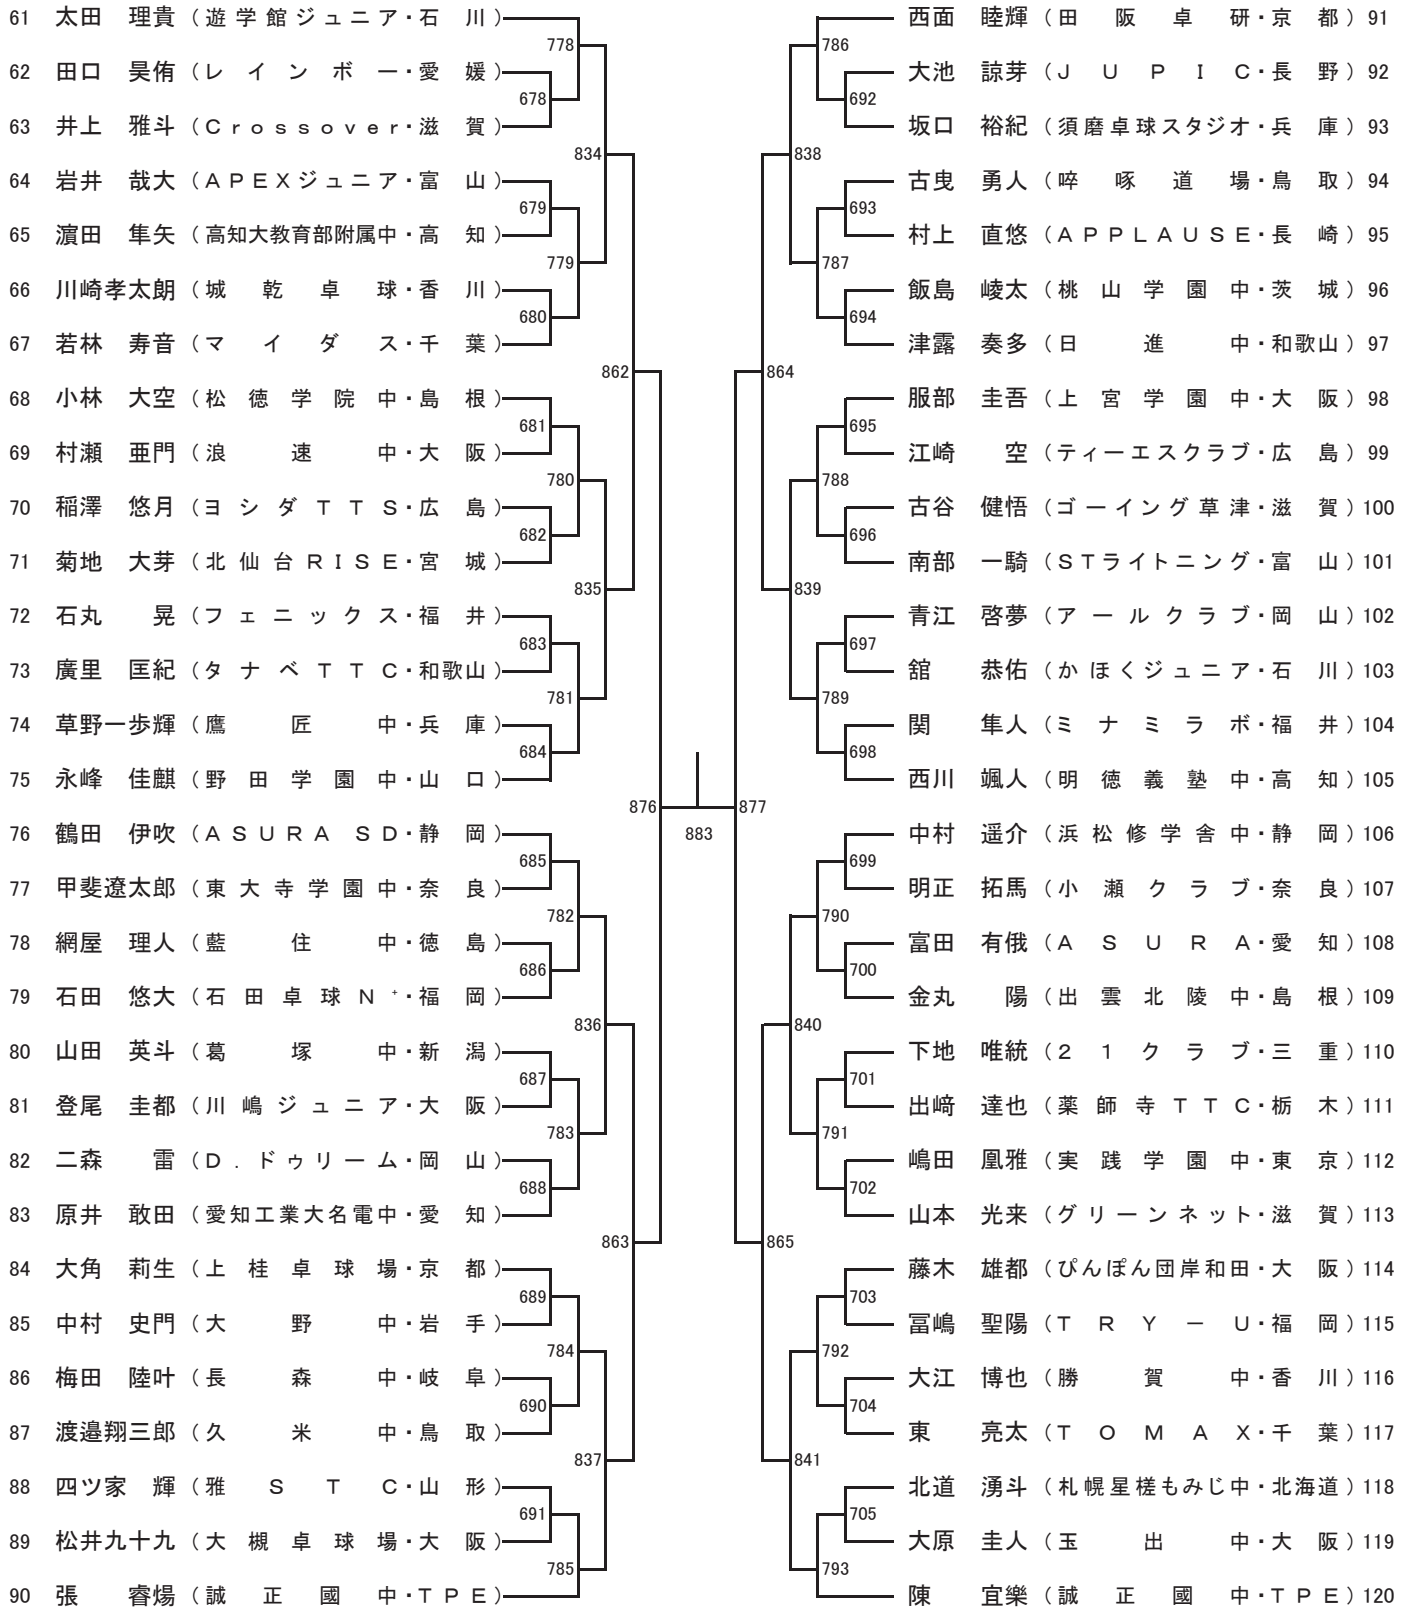 61 太田 理貴（遊学館ジュニア・石川）
62 田口 昊侑（レインボー・愛媛）
63 井上 雅斗（Crossover・滋賀）
64 岩井 哉大（APEXジュニア・富山）
65 濵田 隼矢（高知大教育部附属中・高知）
66 川崎孝太朗（城乾卓球・香川）
67 若林 寿音（マイダス・千葉）
68 小林 大空（松徳学院中・島根）
69 村瀬 亜門（浪速中・大阪）
70 稲澤 悠月（ヨシダTTS・広島）
71 菊地 大芽（北仙台RISE・宮城）
72 石丸 晃（フェニックス・福井）
73 廣里 匡紀（タナベTTC・和歌山）
74 草野一歩輝（鷹匠中・兵庫）
75 永峰 佳麒（野田学園中・山口）
76 鶴田 伊吹（ASURA SD・静岡）
77 甲斐遼太郎（東大寺学園中・奈良）
78 網屋 理人（藍住中・徳島）
79 石田 悠大（石田卓球N⁺・福岡）
80 山田 英斗（葛塚中・新潟）
81 登尾 圭都（川嶋ジュニア・大阪）
82 二森 雷（D．ドゥリーム・岡山）
83 原井 敢田（愛知工業大名電中・愛知）
84 大角 莉生（上桂卓球場・京都）
85 中村 史門（大野中・岩手）
86 梅田 陸叶（長森中・岐阜）
87 渡邉翔三郎（久米中・鳥取）
88 四ツ家 輝（雅STC・山形）
89 松井九十九（大槻卓球場・大阪）
90 張 睿煬（誠正國中・TPE）
778
678
834
679
779
680
862
681
780
682
835
683
781
684
876
685
782
686
836
687
783
688
863
689
784
690
837
691
785
883
786
692
838
693
787
694
864
695
788
696
839
697
789
698
877
699
790
700
840
701
791
702
865
703
792
704
841
705
793
西面 睦輝（田阪卓研・京都）91
大池 諒芽（JUPIC・長野）92
坂口 裕紀（須磨卓球スタジオ・兵庫）93
古曳 勇人（啐啄道場・鳥取）94
村上 直悠（APPLAUSE・長崎）95
飯島 崚太（桃山学園中・茨城）96
津露 奏多（日進中・和歌山）97
服部 圭吾（上宮学園中・大阪）98
江崎 空（ティーエスクラブ・広島）99
古谷 健悟（ゴーイング草津・滋賀）100
南部 一騎（STライトニング・富山）101
青江 啓夢（アールクラブ・岡山）102
舘 恭佑（かほくジュニア・石川）103
関 隼人（ミナミラボ・福井）104
西川 颯人（明徳義塾中・高知）105
中村 遥介（浜松修学舎中・静岡）106
明正 拓馬（小瀬クラブ・奈良）107
富田 有俄（ASURA・愛知）108
金丸 陽（出雲北陵中・島根）109
下地 唯統（21クラブ・三重）110
出﨑 達也（薬師寺TTC・栃木）111
嶋田 凰雅（実践学園中・東京）112
山本 光来（グリーンネット・滋賀）113
藤木 雄都（ぴんぽん団岸和田・大阪）114
冨嶋 聖陽（TRY－U・福岡）115
大江 博也（勝賀中・香川）116
東 亮太（TOMAX・千葉）117
北道 湧斗（札幌星槎もみじ中・北海道）118
大原 圭人（玉出中・大阪）119
陳 宜樂（誠正國中・TPE）120